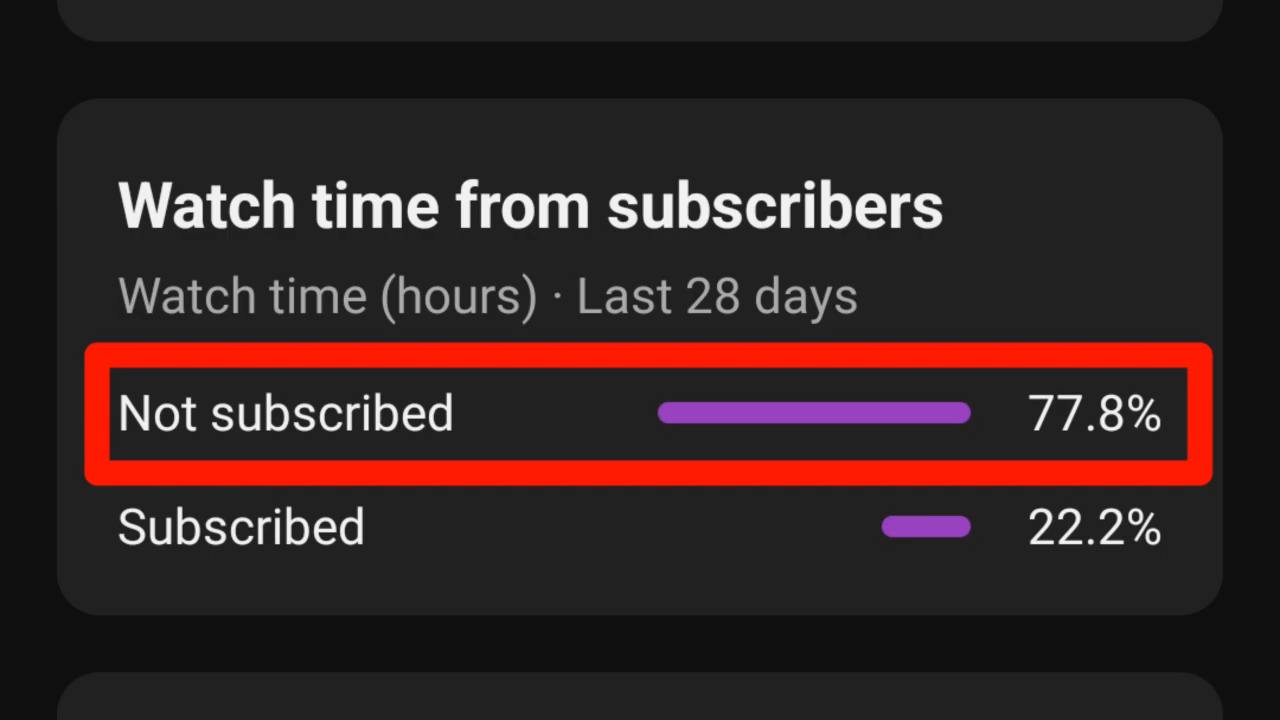 Watch time from subscribers
Watch time (hours) · Last 28 days
Not subscribed 77.8%
Subscribed 22.2%